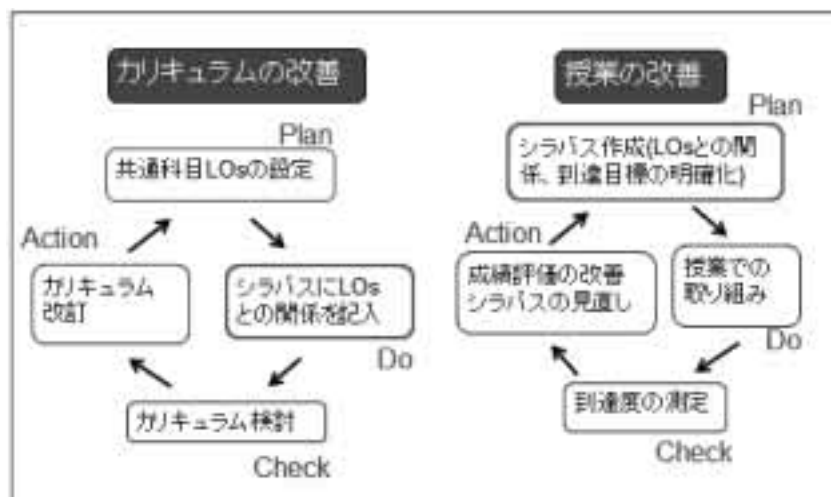 カリキュラムの改善
Plan
共通科目LOsの設定
Action
カリキュラム
改訂
シラバスにLOs
との関係を記入
Do
カリキュラム検討
Check
授業の改善
Plan
シラバス作成(LOsとの関
係、到達目標の明確化)
Action
成績評価の改善
シラバスの見直し
授業での
取り組み
Do
到達度の測定
Check